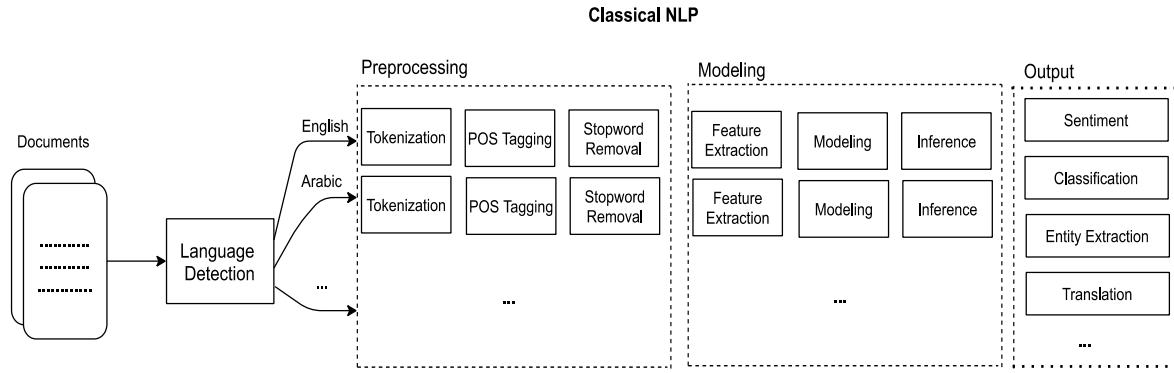 Classical NLP
Documents
Language
Detection
English
Arabic
...
Preprocessing
Tokenization
POS Tagging
Stopword
Removal
Tokenization
POS Tagging
Stopword
Removal
...
Modeling
Feature
Extraction
Modeling
Inference
Feature
Extraction
Modeling
Inference
...
Output
Sentiment
Classification
Entity Extraction
Translation
...